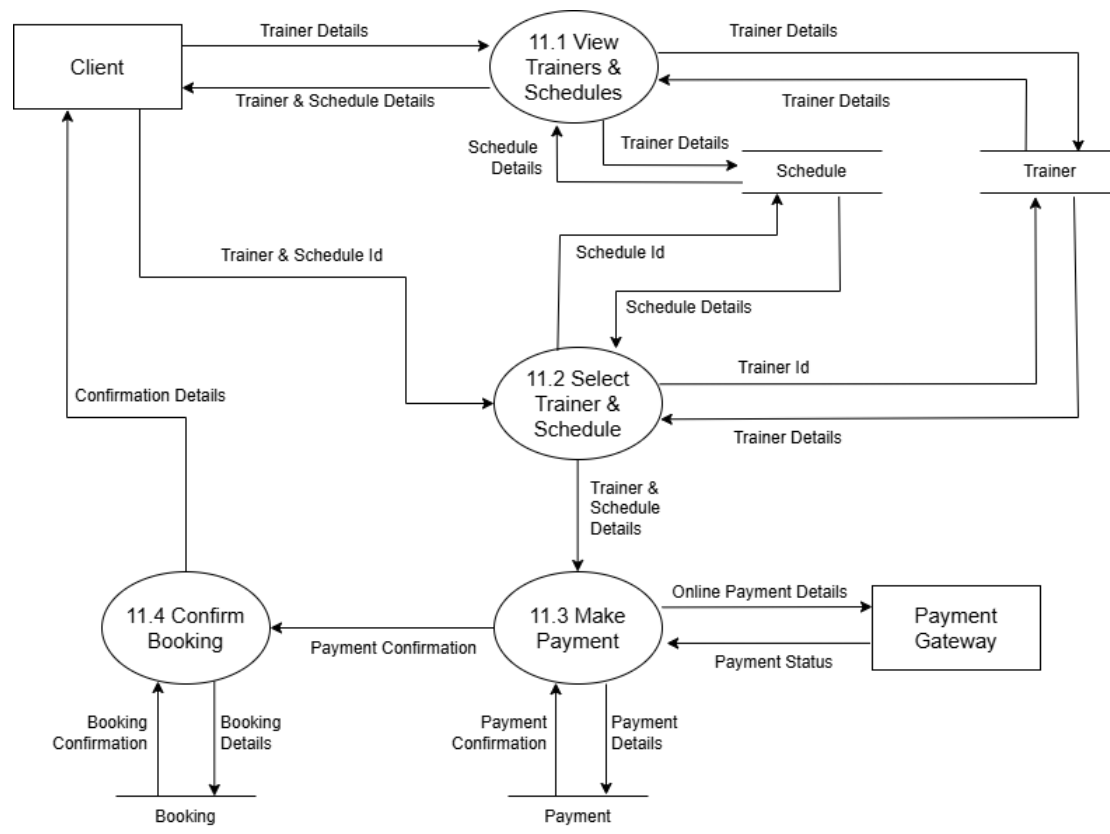 Trainer Details
11.1 View
Trainers &
Schedules
Trainer Details
Client
Trainer & Schedule Details
Trainer Details
Schedule
Details
Trainer Details
Schedule
Trainer
Trainer & Schedule Id
Schedule Id
Schedule Details
11.2 Select
Trainer &
Schedule
Trainer Id
Confirmation Details
Trainer Details
Trainer &
Schedule
Details
Online Payment Details
11.4 Confirm
Booking
11.3 Make
Payment
Payment
Gateway
Payment Confirmation
Payment Status
Booking
Confirmation
Booking
Details
Payment
Confirmation
Payment
Details
Booking
Payment